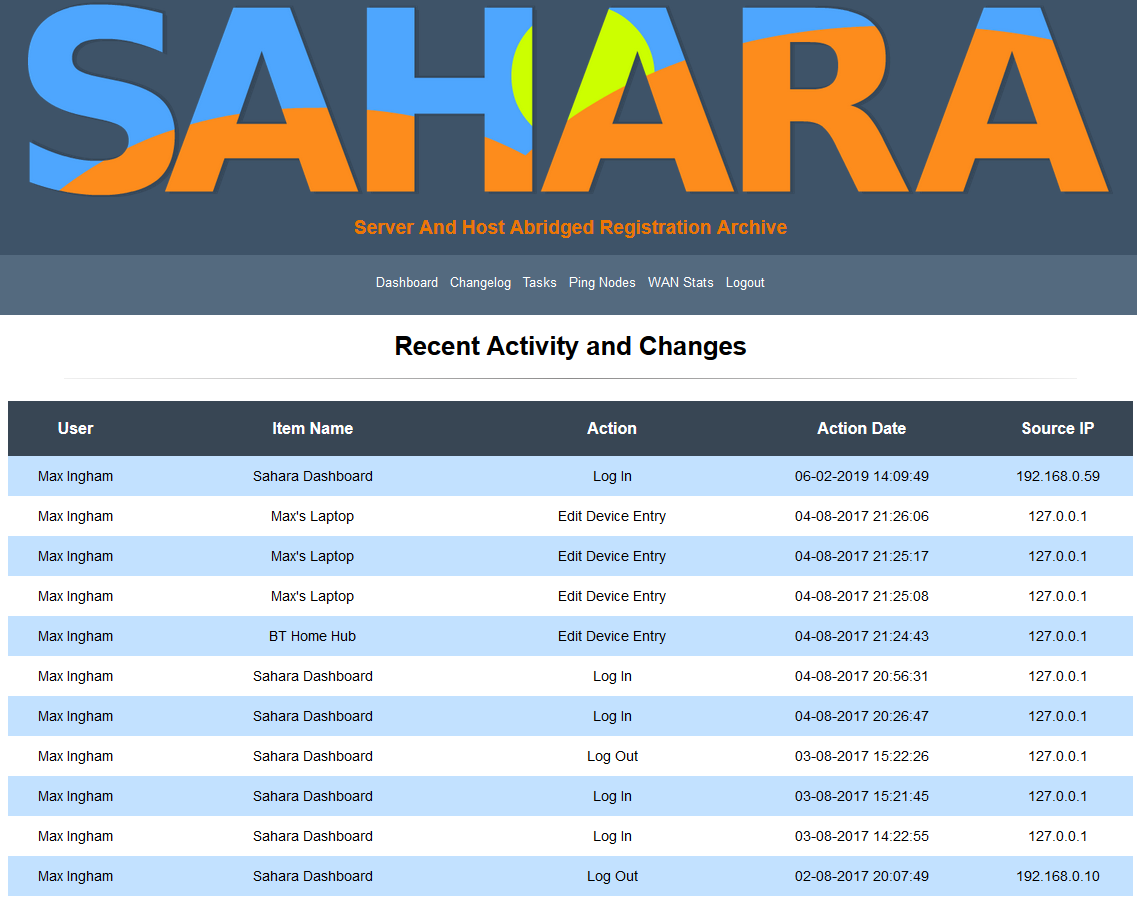 SAHARA
Server And Host Abridged Registration Archive
Dashboard Changelog Tasks Ping Nodes WAN Stats Logout
Recent Activity and Changes
User Item Name Action Action Date Source IP
Max Ingham Sahara Dashboard Log In 06-02-2019 14:09:49 192.168.0.59
Max Ingham Max's Laptop Edit Device Entry 04-08-2017 21:26:06 127.0.0.1
Max Ingham Max's Laptop Edit Device Entry 04-08-2017 21:25:17 127.0.0.1
Max Ingham Max's Laptop Edit Device Entry 04-08-2017 21:25:08 127.0.0.1
Max Ingham BT Home Hub Edit Device Entry 04-08-2017 21:24:43 127.0.0.1
Max Ingham Sahara Dashboard Log In 04-08-2017 20:56:31 127.0.0.1
Max Ingham Sahara Dashboard Log In 04-08-2017 20:26:47 127.0.0.1
Max Ingham Sahara Dashboard Log Out 03-08-2017 15:22:26 127.0.0.1
Max Ingham Sahara Dashboard Log In 03-08-2017 15:21:45 127.0.0.1
Max Ingham Sahara Dashboard Log In 03-08-2017 14:22:55 127.0.0.1
Max Ingham Sahara Dashboard Log Out 02-08-2017 20:07:49 192.168.0.10